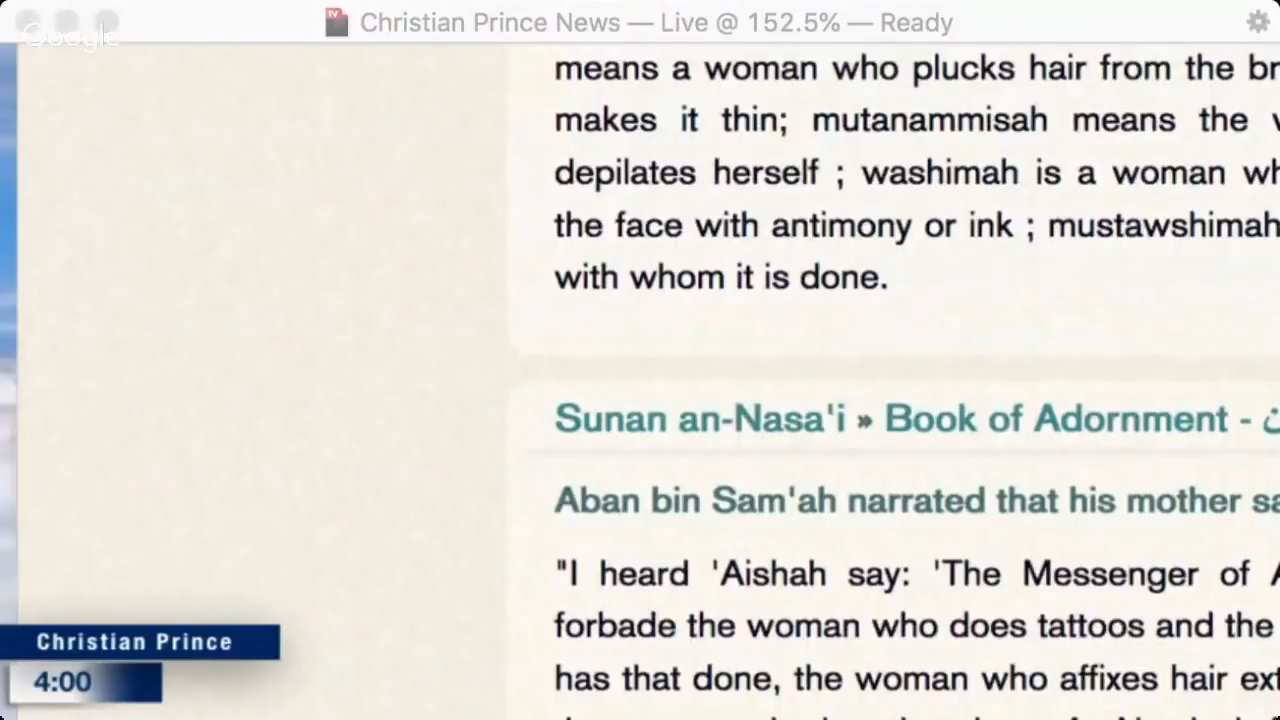 Google
Christian Prince News — Live @ 152.5% — Ready
means a woman who plucks hair from the
makes it thin; mutanammisah means the
depilates herself ; washimah is a woman
the face with antimony or ink ; mustawshimah
with whom it is done.
Sunan an-Nasa'i » Book of Adornment -
Aban bin Sam'ah narrated that his mother
"I heard 'Aishah say: 'The Messenger of
forbade the woman who does tattoos and the
has that done, the woman who affixes hair
Christian Prince
4:00